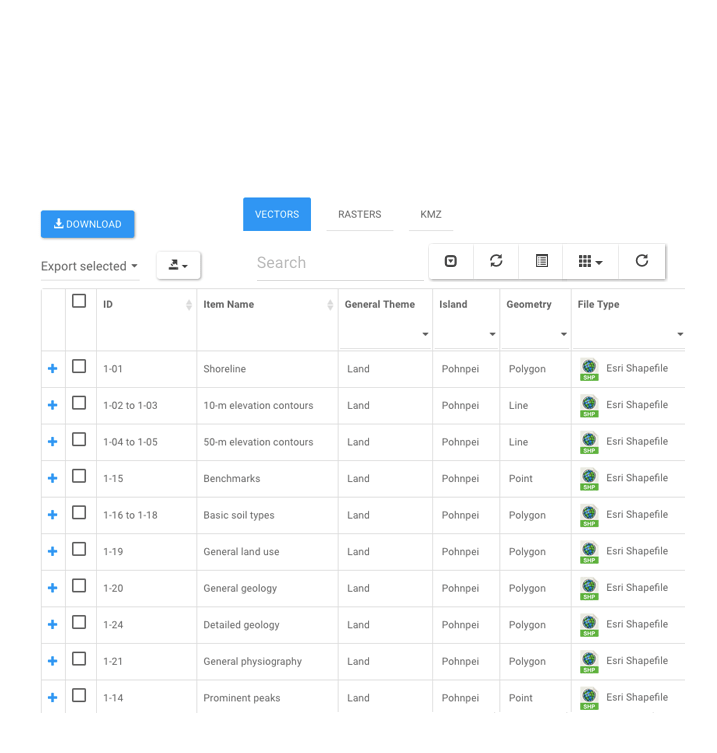 VECTORS RASTERS KMZ
DOWNLOAD
Export selected Search
ID Item Name General Theme Island Geometry File Type
1-01 Shoreline Land Pohnpei Polygon SHP Esri Shapefile
1-02 to 1-03 10-m elevation contours Land Pohnpei Line SHP Esri Shapefile
1-04 to 1-05 50-m elevation contours Land Pohnpei Line SHP Esri Shapefile
1-15 Benchmarks Land Pohnpei Point SHP Esri Shapefile
1-16 to 1-18 Basic soil types Land Pohnpei Polygon SHP Esri Shapefile
1-19 General land use Land Pohnpei Polygon SHP Esri Shapefile
1-20 General geology Land Pohnpei Polygon SHP Esri Shapefile
1-24 Detailed geology Land Pohnpei Polygon SHP Esri Shapefile
1-21 General physiography Land Pohnpei Polygon SHP Esri Shapefile
1-14 Prominent peaks Land Pohnpei Point SHP Esri Shapefile